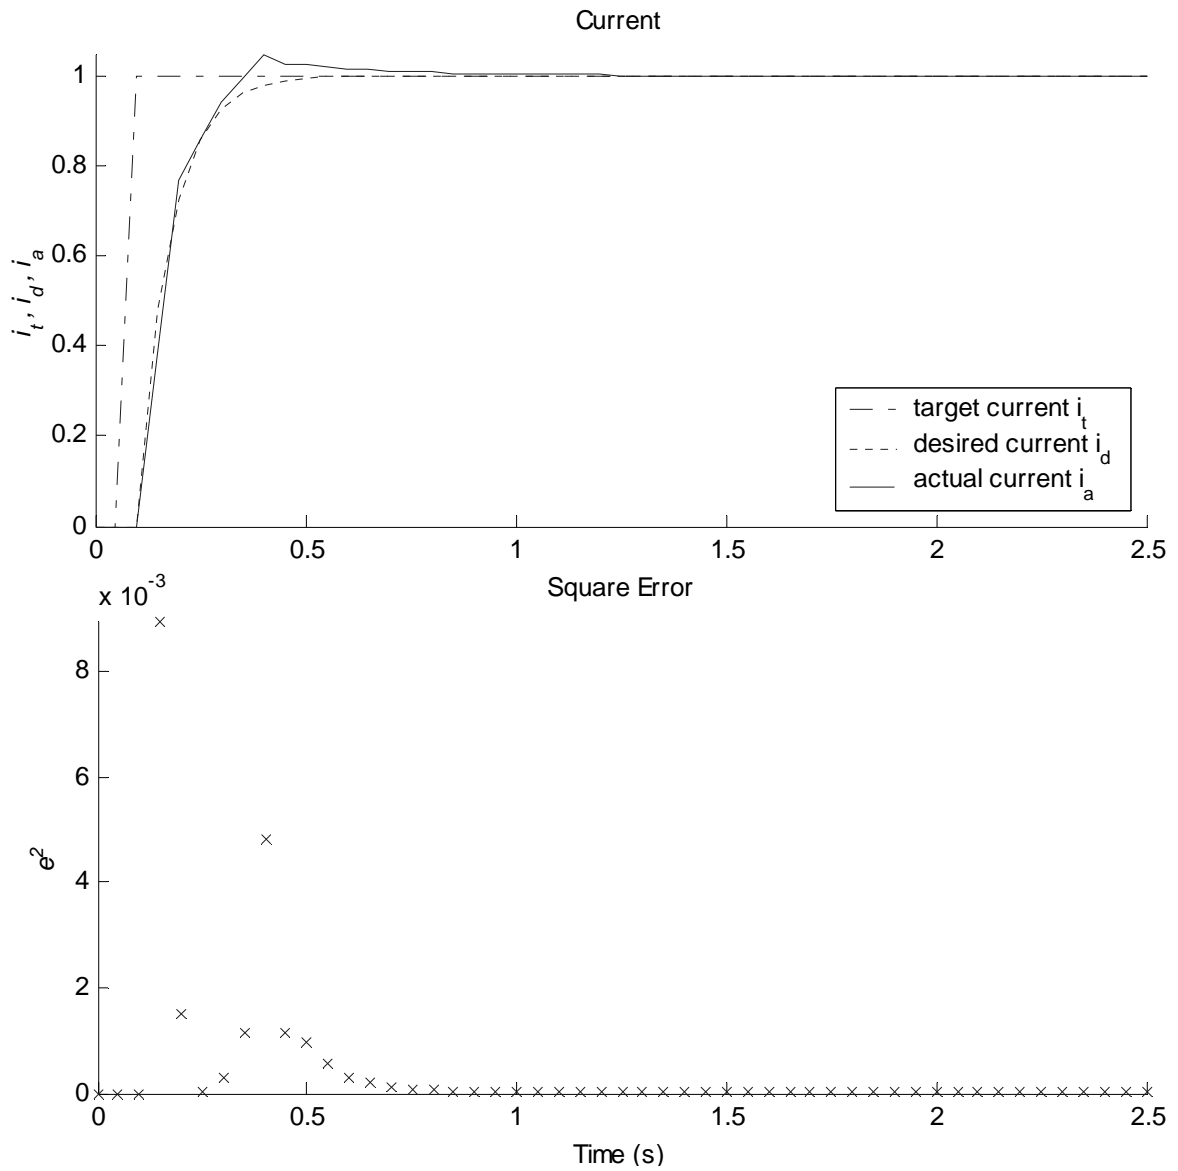 Current
1
0.8
0.6
0.4
0.2
0
i_t, i_d, i_a
target current i_t
desired current i_d
actual current i_a
0 0.5 1 1.5 2 2.5
x 10^-3
Square Error
8
6
4
2
0
e^2
0 0.5 1 1.5 2 2.5
Time (s)